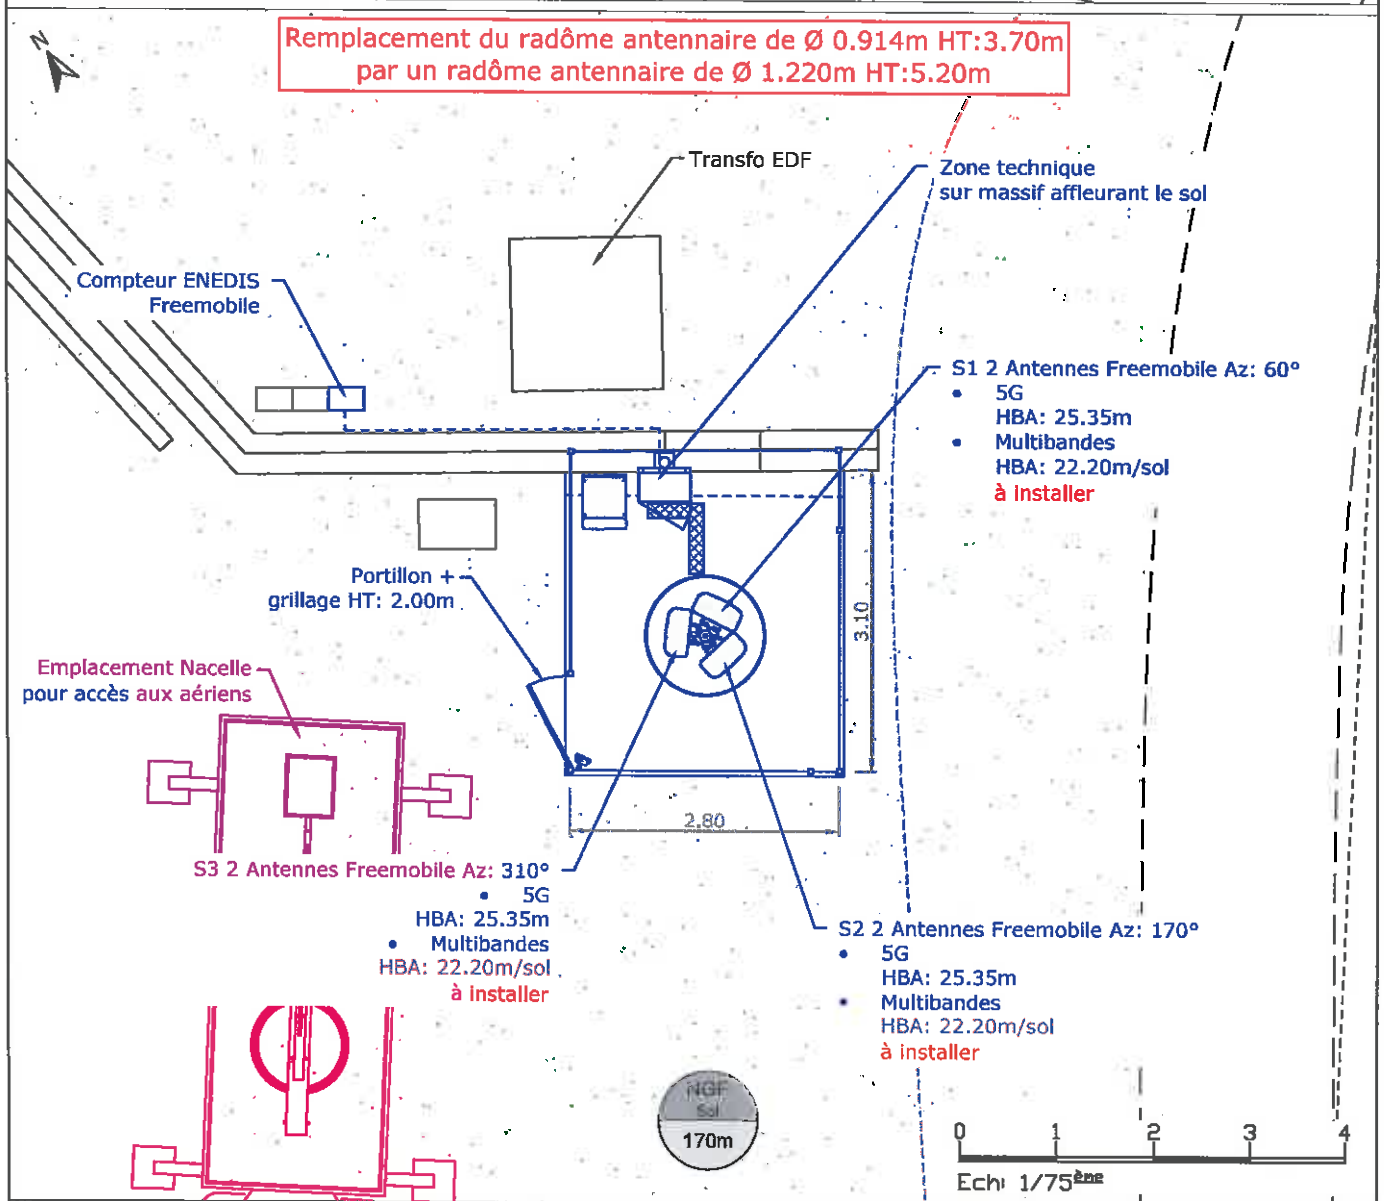 N
Remplacement du radôme antennaire de Ø 0.914m HT:3.70m
par un radôme antennaire de Ø 1.220m HT:5.20m
Transfo EDF
Zone technique
sur massif affleurant le sol
Compteur ENEDIS
Freemobile
S1 2 Antennes Freemobile Az: 60°
• 5G
HBA: 25.35m
• Multibandes
HBA: 22.20m/sol
à installer
Portillon +
grillage HT: 2.00m
3.10
Emplacement Nacelle
pour accès aux aériens
2.80
S3 2 Antennes Freemobile Az: 310°
• 5G
HBA: 25.35m
• Multibandes
HBA: 22.20m/sol
à installer
S2 2 Antennes Freemobile Az: 170°
• 5G
HBA: 25.35m
• Multibandes
HBA: 22.20m/sol
à installer
NGF
Sol
170m
0 1 2 3 4
Ech: 1/75ème